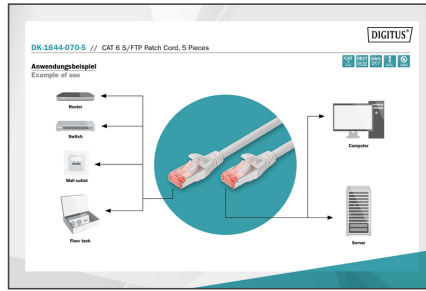 DIGITUS®
DK-1644-070-5 // CAT 6 S/FTP Patch Cord, 5 Pieces
Anwendungsbeispiel
Example of use
Router
Switch
Wall outlet
Floor tank
Computer
Server